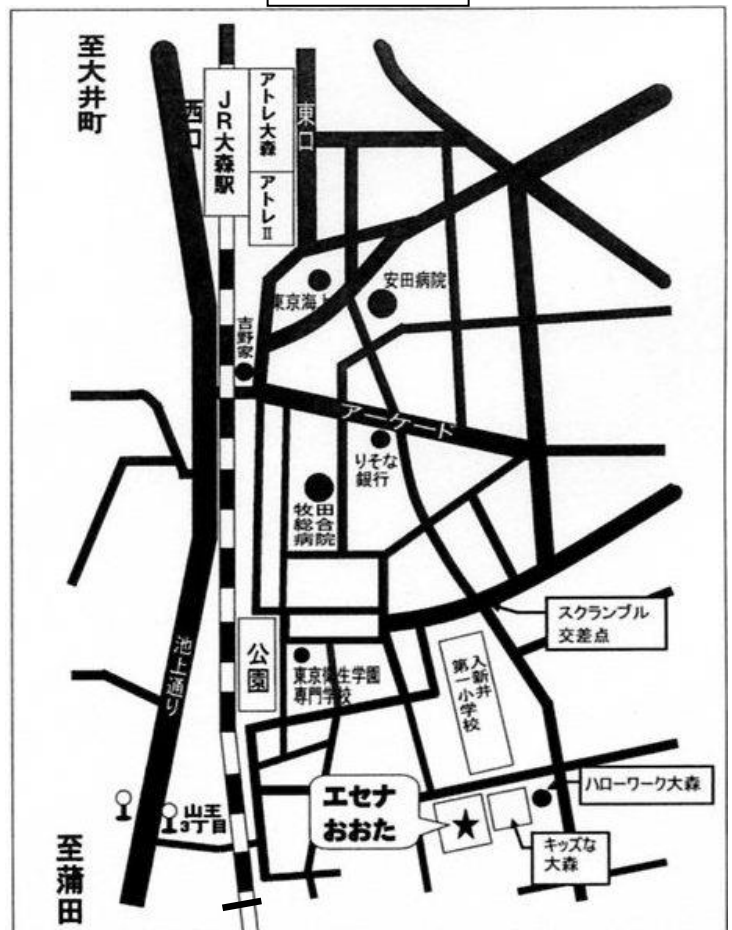 至大井町
西口
JR大森駅
アトレ大森
アトレⅡ
東口
東京海上
安田病院
吉野家
アーケード
りそな
銀行
牧田
総合
病院
スクランブル
交差点
池上通り
公園
東京衛生学園
専門学校
入新井
第一小学校
ハローワーク大森
エセナ
おおた
キッズな
大森
山王
3丁目
至蒲田